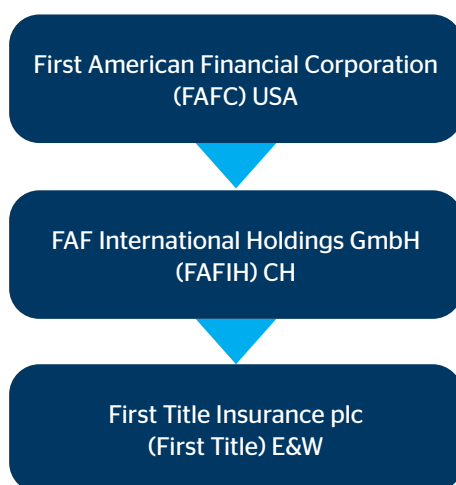 First American Financial Corporation
(FAFC) USA
FAF International Holdings GmbH
(FAFIH) CH
First Title Insurance plc
(First Title) E&W